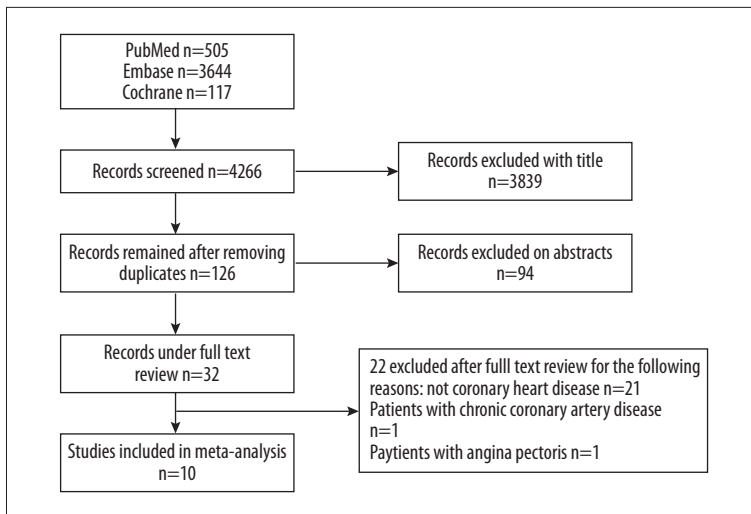 PubMed n=505
Embase n=3644
Cochrane n=117
Records screened n=4266
Records excluded with title
n=3839
Records remained after removing
duplicates n=126
Records excluded on abstracts
n=94
Records under full text
review n=32
22 excluded after fulll text review for the following
reasons: not coronary heart disease n=21
Patients with chronic coronary artery disease
n=1
Paytients with angina pectoris n=1
Studies included in meta-analysis
n=10